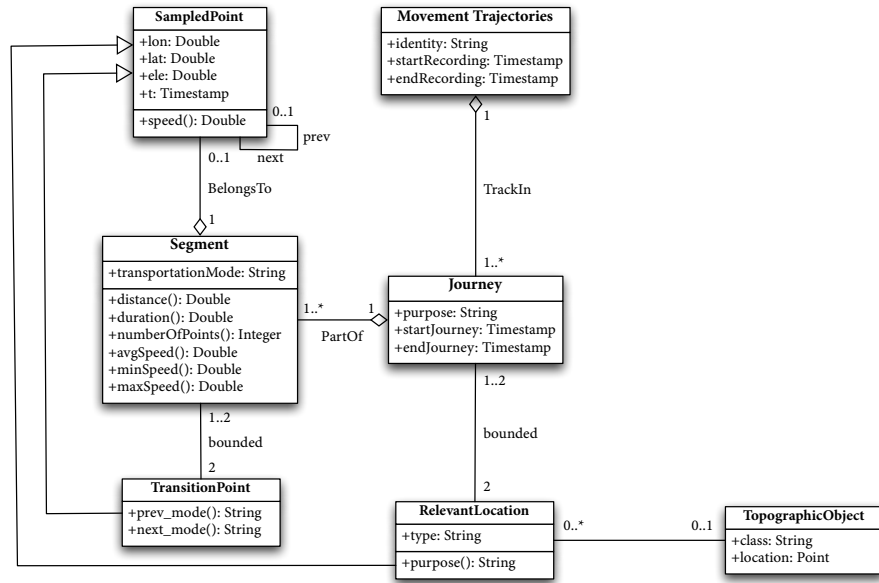 SampledPoint
+lon: Double
+lat: Double
+ele: Double
+t: Timestamp
+speed(): Double
0..1
prev
next
0..1
BelongsTo
1
Movement Trajectories
+identity: String
+startRecording: Timestamp
+endRecording: Timestamp
1
TrackIn
1..*
Segment
+transportationMode: String
+distance(): Double
+duration(): Double
+numberOfPoints(): Integer
+avgSpeed(): Double
+minSpeed(): Double
+maxSpeed(): Double
1..*
1
PartOf
Journey
+purpose: String
+startJourney: Timestamp
+endJourney: Timestamp
1..2
bounded
2
1..2
bounded
2
TransitionPoint
+prev_mode(): String
+next_mode(): String
RelevantLocation
+type: String
+purpose(): String
0..*
0..1
TopographicObject
+class: String
+location: Point